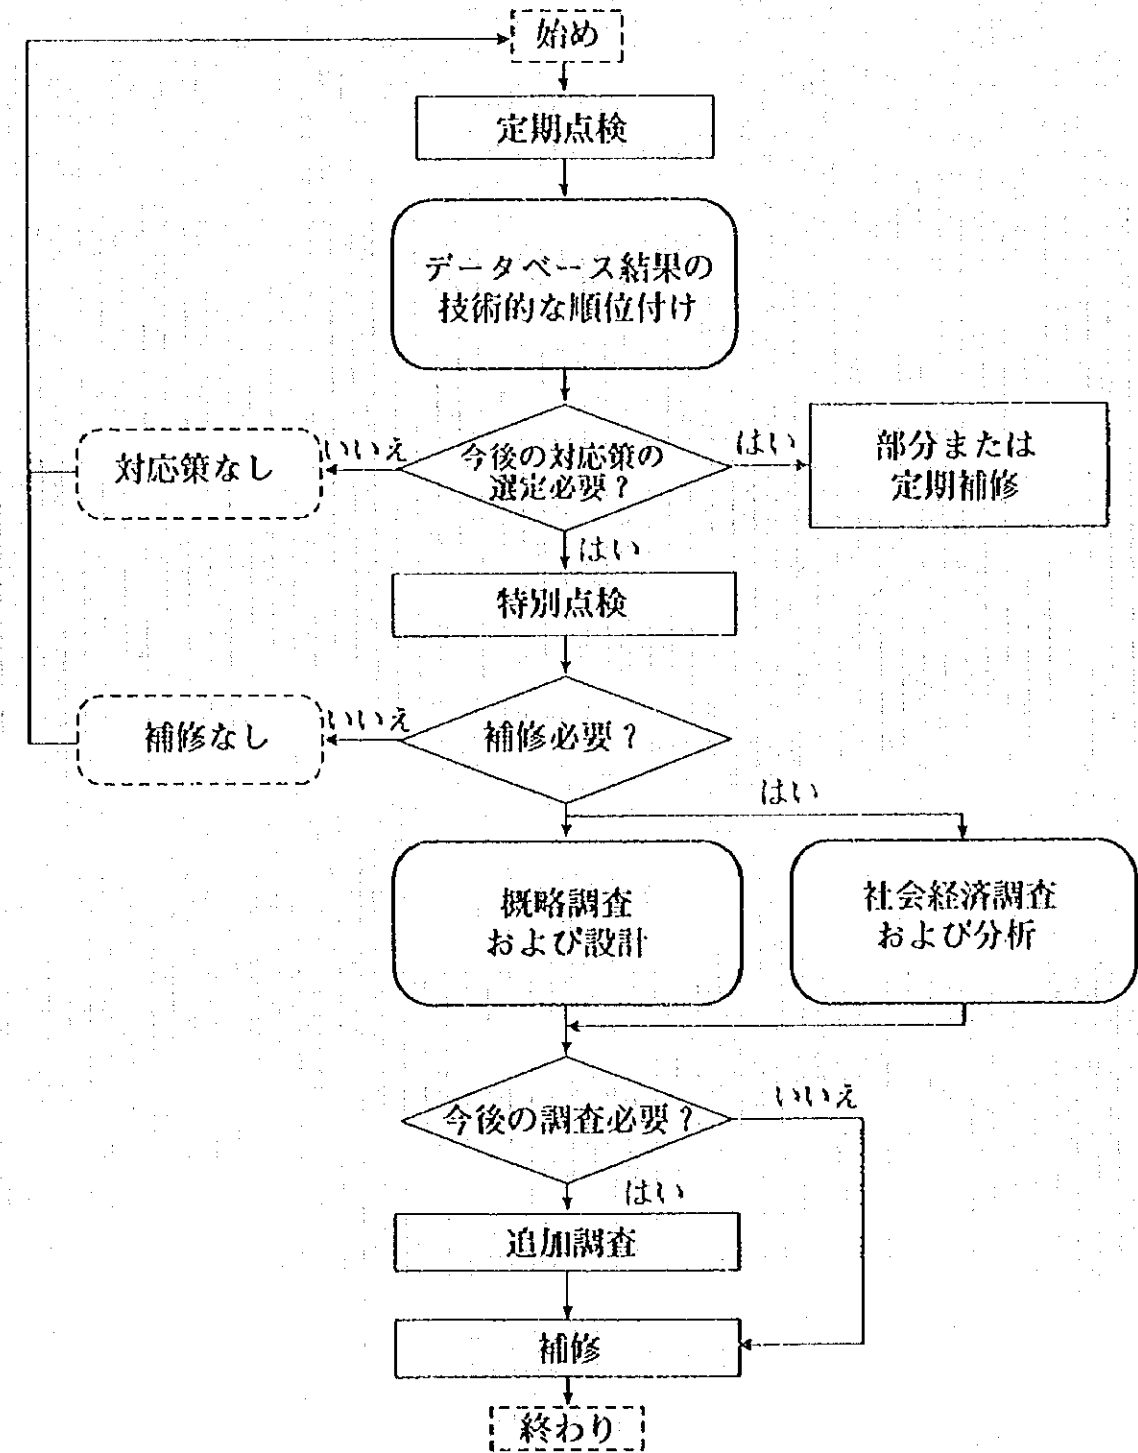 始め
定期点検
データベース結果の
技術的な順位付け
いいえ
対応策なし
今後の対応策の
選定必要？
はい
部分または
定期補修
はい
特別点検
いいえ
補修なし
補修必要？
はい
概略調査
および設計
社会経済調査
および分析
今後の調査必要？
いいえ
はい
追加調査
補修
終わり